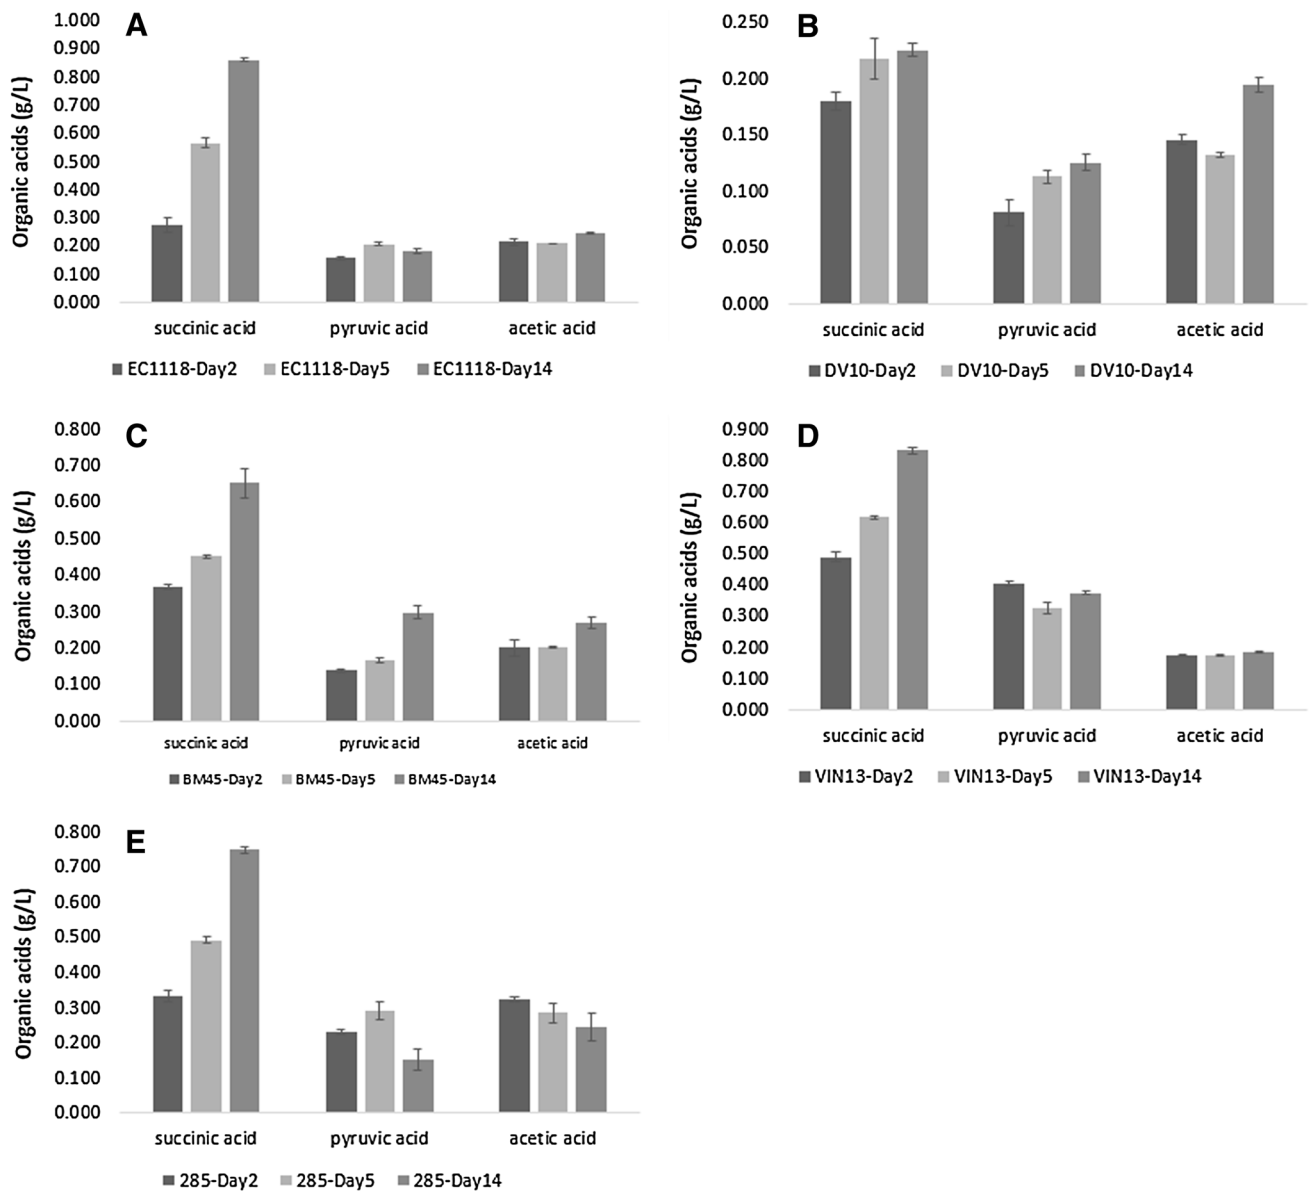 A
Organic acids (g/L)
1.000
0.900
0.800
0.700
0.600
0.500
0.400
0.300
0.200
0.100
0.000
succinic acid pyruvic acid acetic acid
EC1118-Day2 EC1118-Day5 EC1118-Day14
B
Organic acids (g/L)
0.250
0.200
0.150
0.100
0.050
0.000
succinic acid pyruvic acid acetic acid
DV10-Day2 DV10-Day5 DV10-Day14
C
Organic acids (g/L)
0.800
0.700
0.600
0.500
0.400
0.300
0.200
0.100
0.000
succinic acid pyruvic acid acetic acid
BM45-Day2 BM45-Day5 BM45-Day14
D
Organic acids (g/L)
0.900
0.800
0.700
0.600
0.500
0.400
0.300
0.200
0.100
0.000
succinic acid pyruvic acid acetic acid
VIN13-Day2 VIN13-Day5 VIN13-Day14
E
Organic acids (g/L)
0.800
0.700
0.600
0.500
0.400
0.300
0.200
0.100
0.000
succinic acid pyruvic acid acetic acid
285-Day2 285-Day5 285-Day14